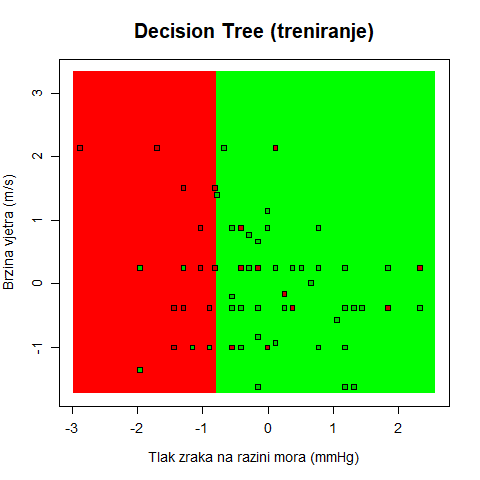 Decision Tree (treniranje)
3
2
1
0
-1
Brzina vjetra (m/s)
-3 -2 -1 0 1 2
Tlak zraka na razini mora (mmHg)